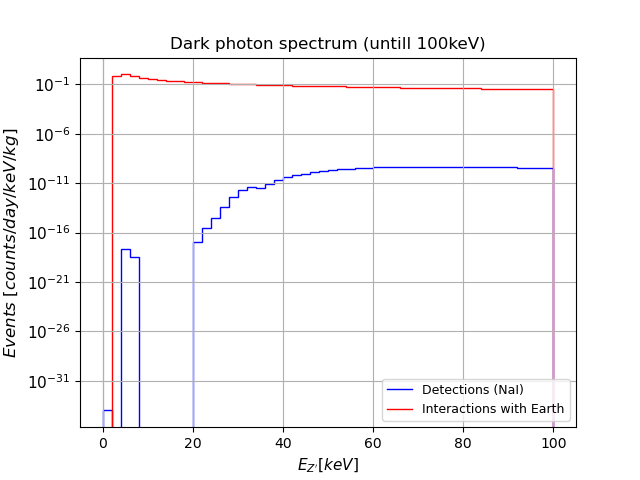 Dark photon spectrum (untill 100keV)
Events [counts/day/keV/kg]
10⁻¹
10⁻⁶
10⁻¹¹
10⁻¹⁶
10⁻²¹
10⁻²⁶
10⁻³¹
Detections (NaI)
Interactions with Earth
0 20 40 60 80 100
E_Z′[keV]